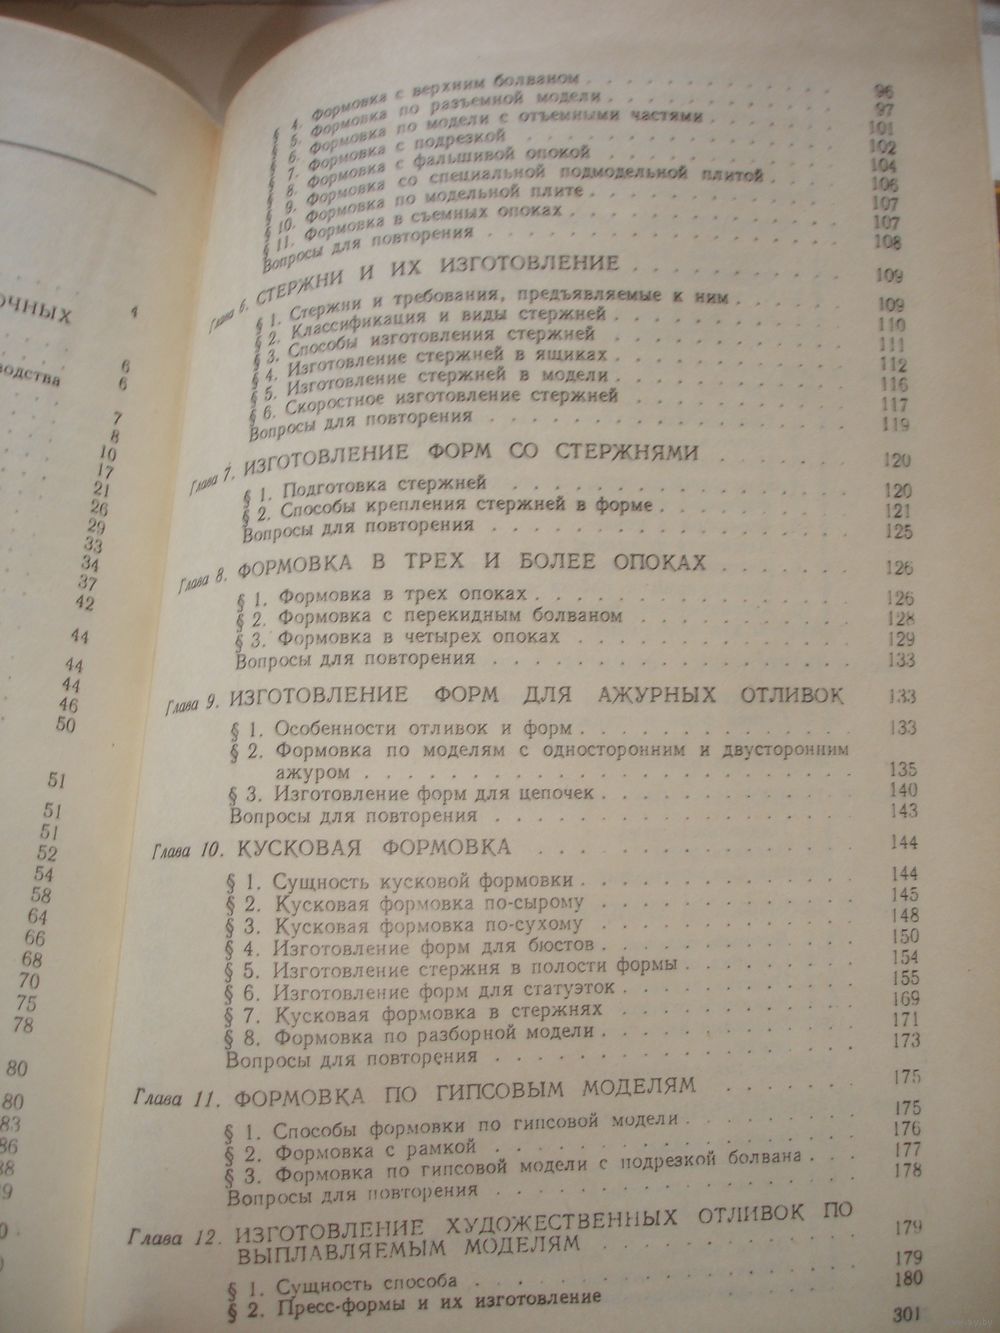 ОЧНЫХ 4
6
водства 6
7
8
10
17
21
26
29
33
34
37
42
44
44
44
46
50
51
51
51
52
54
58
64
66
68
70
75
78
80
80
83
86
§ 4. Формовка с верхним болваном 96
§ 5. Формовка по разъемной модели 97
§ 6. Формовка по модели с отъемными частями 101
§ 7. Формовка с подрезкой 102
§ 8. Формовка с фальшивой опокой 104
§ 9. Формовка со специальной подмодельной плитой 106
§ 10. Формовка по модельной плите 107
§ 11. Формовка в съемных опоках 107
Вопросы для повторения 108
Глава 6. СТЕРЖНИ И ИХ ИЗГОТОВЛЕНИЕ 109
§ 1. Стержни и требования, предъявляемые к ним 109
§ 2. Классификация и виды стержней 110
§ 3. Способы изготовления стержней 111
§ 4. Изготовление стержней в ящиках 112
§ 5. Изготовление стержней в модели 116
§ 6. Скоростное изготовление стержней 117
Вопросы для повторения 119
Глава 7. ИЗГОТОВЛЕНИЕ ФОРМ СО СТЕРЖНЯМИ 120
§ 1. Подготовка стержней 120
§ 2. Способы крепления стержней в форме 121
Вопросы для повторения 125
Глава 8. ФОРМОВКА В ТРЕХ И БОЛЕЕ ОПОКАХ 126
§ 1. Формовка в трех опоках 126
§ 2. Формовка с перекидным болваном 128
§ 3. Формовка в четырех опоках 129
Вопросы для повторения 133
Глава 9. ИЗГОТОВЛЕНИЕ ФОРМ ДЛЯ АЖУРНЫХ ОТЛИВОК 133
§ 1. Особенности отливок и форм 133
§ 2. Формовка по моделям с односторонним и двусторонним
ажуром 135
§ 3. Изготовление форм для цепочек 140
Вопросы для повторения 143
Глава 10. КУСКОВАЯ ФОРМОВКА 144
§ 1. Сущность кусковой формовки 144
§ 2. Кусковая формовка по-сырому 145
§ 3. Кусковая формовка по-сухому 148
§ 4. Изготовление форм для бюстов 150
§ 5. Изготовление стержня в полости формы 154
§ 6. Изготовление форм для статуэток 155
§ 7. Кусковая формовка в стержнях 169
§ 8. Формовка по разборной модели 171
Вопросы для повторения 173
Глава 11. ФОРМОВКА ПО ГИПСОВЫМ МОДЕЛЯМ 175
§ 1. Способы формовки по гипсовой модели 175
§ 2. Формовка с рамкой 176
§ 3. Формовка по гипсовой модели с подрезкой болвана 177
Вопросы для повторения 178
Глава 12. ИЗГОТОВЛЕНИЕ ХУДОЖЕСТВЕННЫХ ОТЛИВОК ПО
ВЫПЛАВЛЯЕМЫМ МОДЕЛЯМ 179
§ 1. Сущность способа 179
§ 2. Пресс-формы и их изготовление 180
301